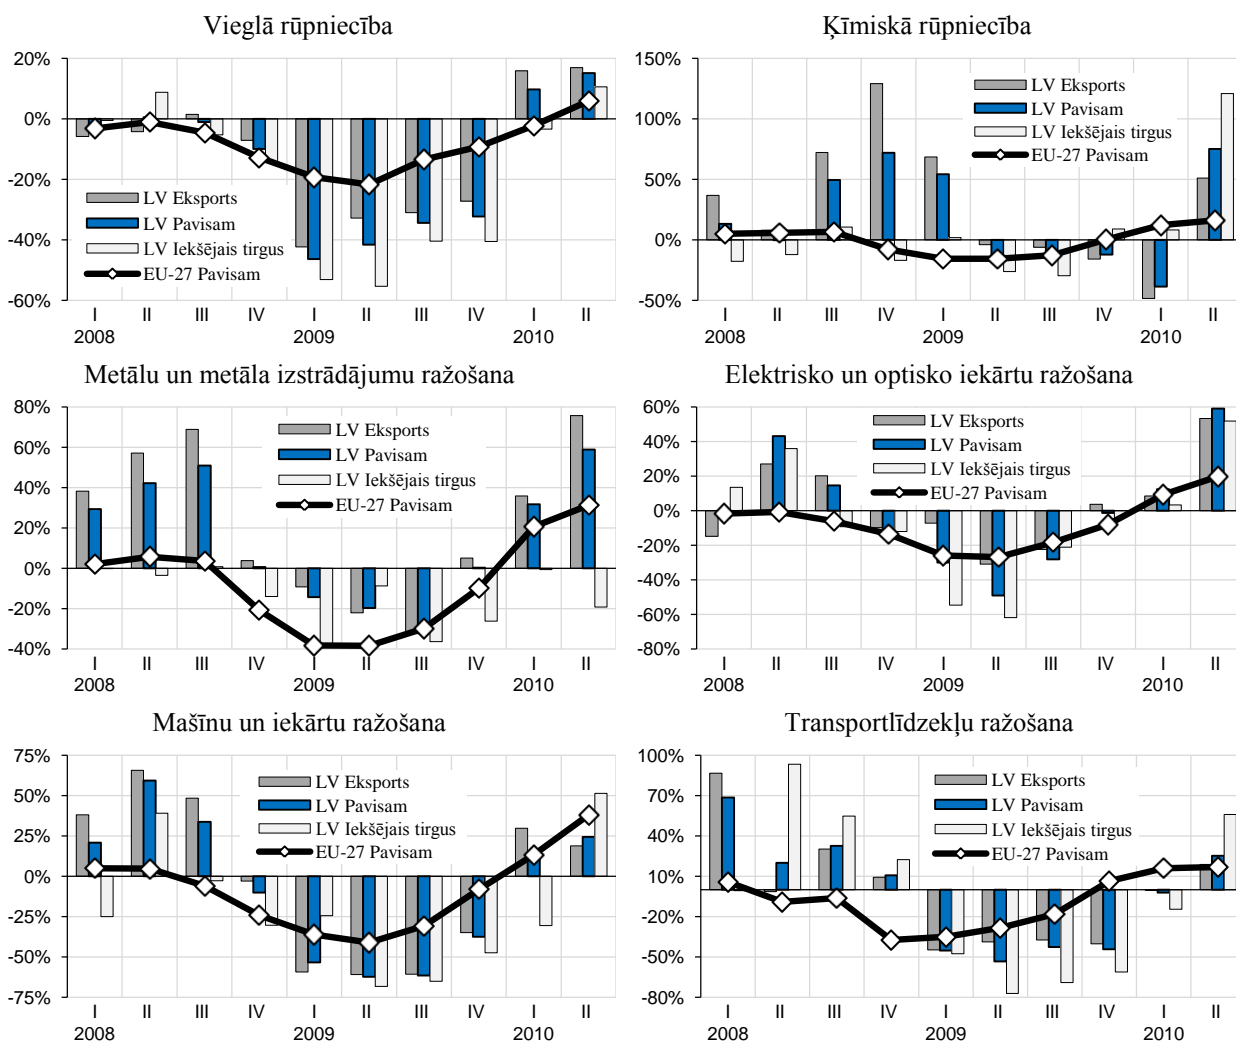 Vieglā rūpniecība
20%
0%
-20%
-40%
-60%
LV Eksports
LV Pavisam
LV Iekšējais tirgus
EU-27 Pavisam
I II III IV I II III IV I II
2008 2009 2010
Ķīmiskā rūpniecība
150%
100%
50%
0%
-50%
LV Eksports
LV Pavisam
LV Iekšējais tirgus
EU-27 Pavisam
I II III IV I II III IV I II
2008 2009 2010
Metālu un metāla izstrādājumu ražošana
80%
60%
40%
20%
0%
-20%
-40%
LV Eksports
LV Pavisam
LV Iekšējais tirgus
EU-27 Pavisam
I II III IV I II III IV I II
2008 2009 2010
Elektrisko un optisko iekārtu ražošana
60%
40%
20%
0%
-20%
-40%
-60%
-80%
LV Eksports
LV Pavisam
LV Iekšējais tirgus
EU-27 Pavisam
I II III IV I II III IV I II
2008 2009 2010
Mašīnu un iekārtu ražošana
75%
50%
25%
0%
-25%
-50%
-75%
LV Eksports
LV Pavisam
LV Iekšējais tirgus
EU-27 Pavisam
I II III IV I II III IV I II
2008 2009 2010
Transportlīdzekļu ražošana
100%
70%
40%
10%
-20%
-50%
-80%
LV Eksports
LV Pavisam
LV Iekšējais tirgus
EU-27 Pavisam
I II III IV I II III IV I II
2008 2009 2010